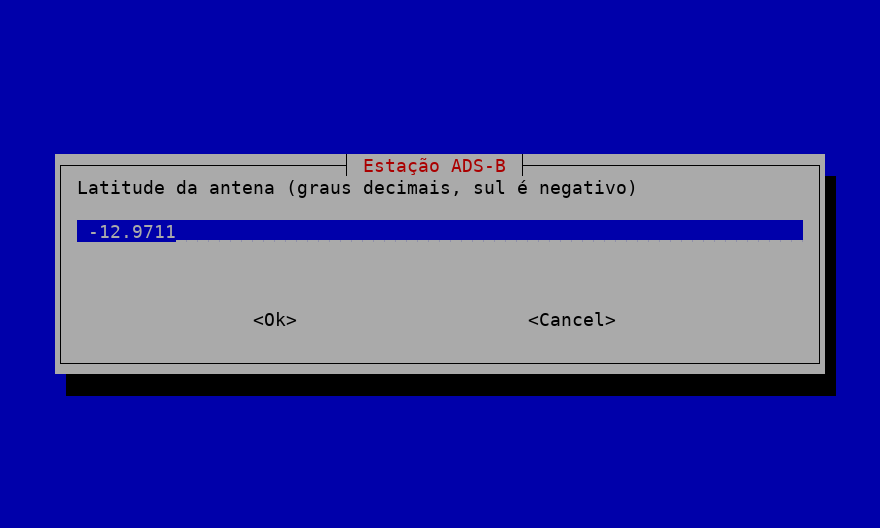 Estação ADS-B
Latitude da antena (graus decimais, sul é negativo)
-12.9711
<Ok> <Cancel>